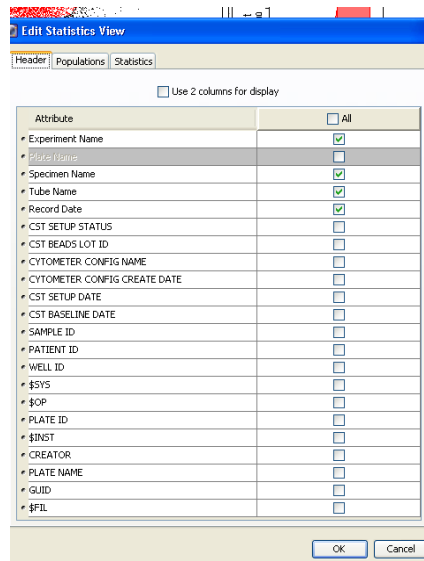 Edit Statistics View
Header Populations Statistics
Use 2 columns for display
Attribute All
Experiment Name
Plate Name
Specimen Name
Tube Name
Record Date
CST SETUP STATUS
CST BEADS LOT ID
CYTOMETER CONFIG NAME
CYTOMETER CONFIG CREATE DATE
CST SETUP DATE
CST BASELINE DATE
SAMPLE ID
PATIENT ID
WELL ID
$SYS
$OP
PLATE ID
$INST
CREATOR
PLATE NAME
GUID
$FIL
OK Cancel